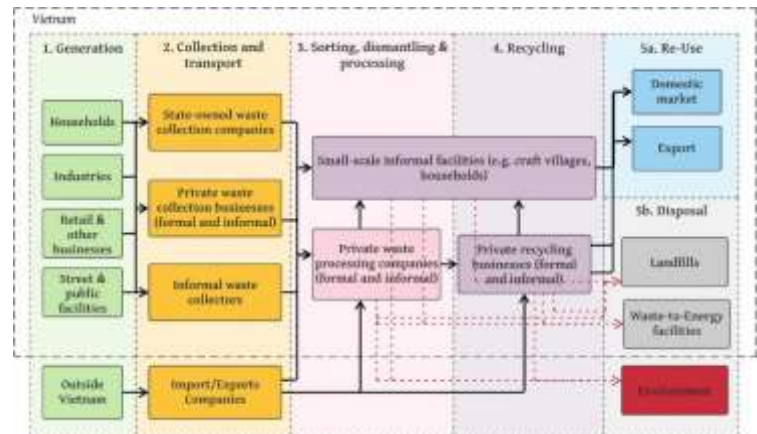 Vietnam
1. Generation
2. Collection and
transport
3. Sorting, dismantling &
processing
4. Recycling
5a. Re-Use
Households
Industries
Retail &
other
businesses
Street &
public
facilities
Outside
Vietnam
State-owned waste
collection companies
Private waste
collection businesses
(formal and informal)
Informal waste
collectors
Import/Exports
Companies
Small-scale informal facilities (e.g. craft villages,
households)
Private waste
processing companies
(formal and informal)
Private recycling
businesses (formal
and informal)
Domestic
market
Export
5b. Disposal
Landfills
Waste-to-Energy
facilities
Environment